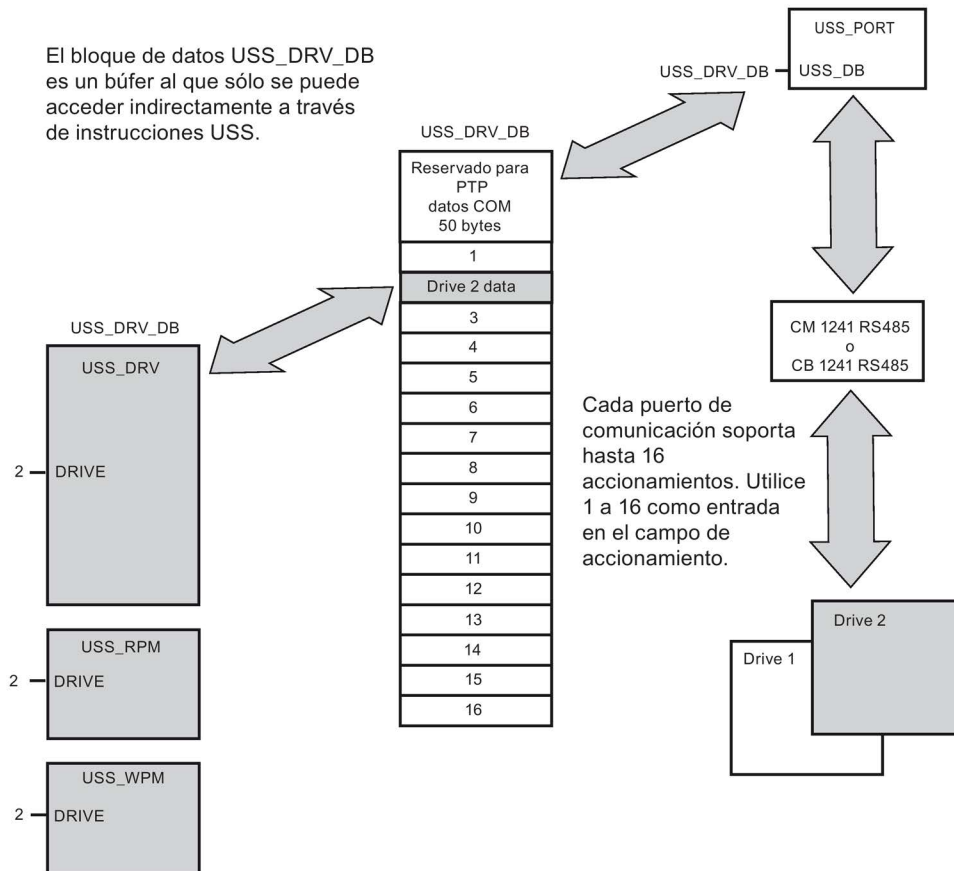 El bloque de datos USS_DRV_DB
es un búfer al que sólo se puede
acceder indirectamente a través
de instrucciones USS.
USS_PORT
USS_DRV_DB
USS_DB
USS_DRV_DB
Reservado para
PTP
datos COM
50 bytes
1
Drive 2 data
3
4
5
6
7
8
9
10
11
12
13
14
15
16
USS_DRV_DB
USS_DRV
2
DRIVE
USS_RPM
2
DRIVE
USS_WPM
2
DRIVE
CM 1241 RS485
o
CB 1241 RS485
Cada puerto de
comunicación soporta
hasta 16
accionamientos. Utilice
1 a 16 como entrada
en el campo de
accionamiento.
Drive 2
Drive 1